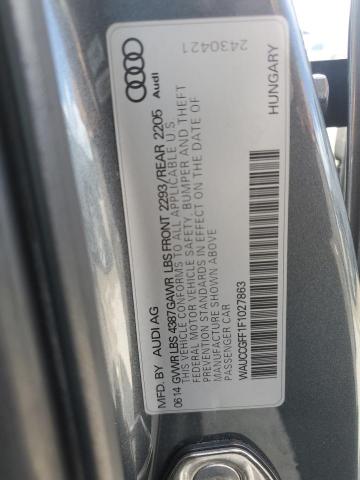 MFD. BY AUDI AG
0614 GVWR LBS 4387 GAWR LBS FRONT 2293/REAR 2205
THIS VEHICLE CONFORMS TO ALL APPLICABLE U S
FEDERAL MOTOR VEHICLE SAFETY, BUMPER AND THEFT
PREVENTION STANDARDS IN EFFECT ON THE DATE OF
MANUFACTURE SHOWN ABOVE
PASSENGER CAR
WAUCCGFF1F1027863
Audi
2430421
HUNGARY